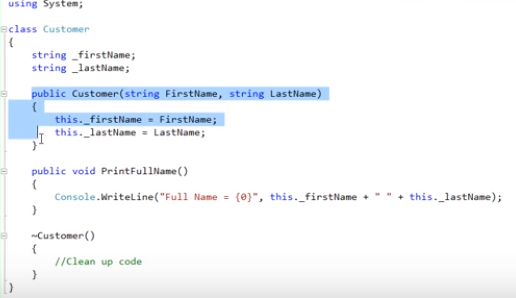 using System;
class Customer
{
string _firstName;
string _lastName;
public Customer(string FirstName, string LastName)
{
this._firstName = FirstName;
this._lastName = LastName;
}
public void PrintFullName()
{
Console.WriteLine("Full Name = {0}", this._firstName + " " + this._lastName);
}
~Customer()
{
//Clean up code
}
}